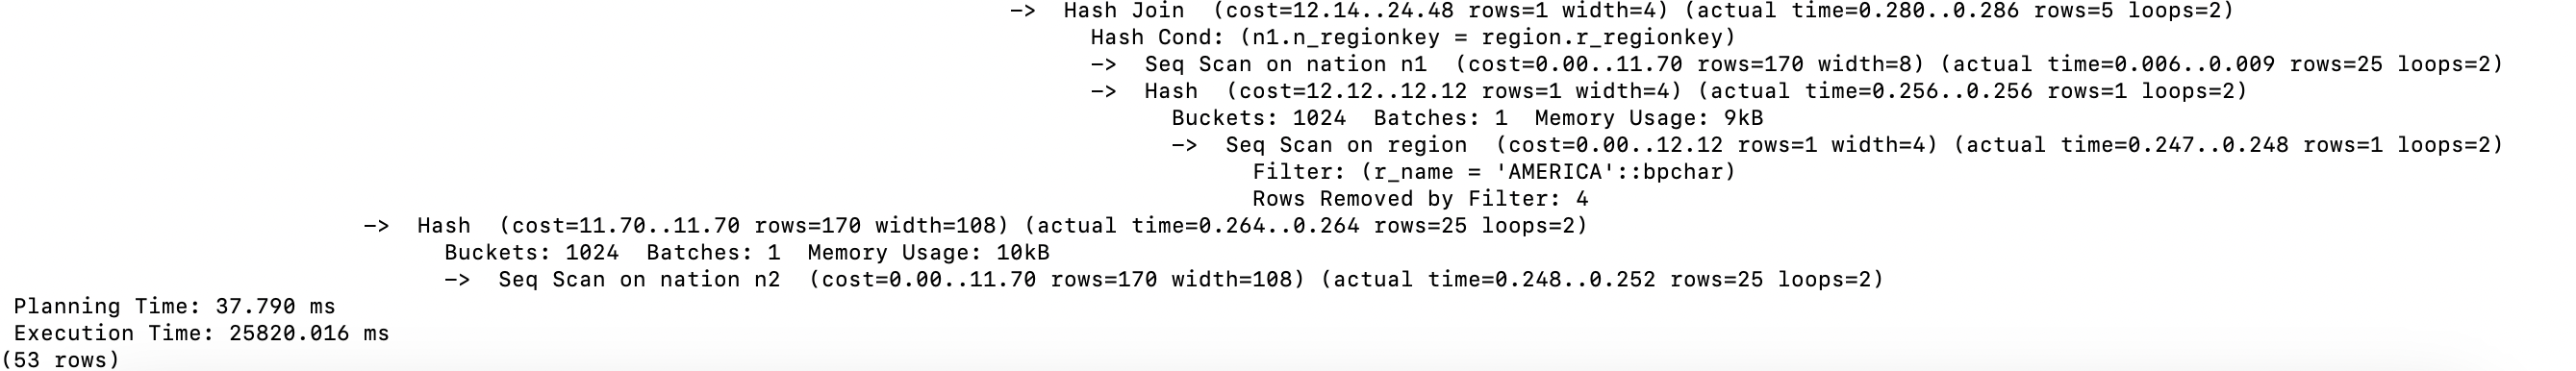 ->  Hash Join  (cost=12.14..24.48 rows=1 width=4) (actual time=0.280..0.286 rows=5 loops=2)
Hash Cond: (n1.n_regionkey = region.r_regionkey)
->  Seq Scan on nation n1  (cost=0.00..11.70 rows=170 width=8) (actual time=0.006..0.009 rows=25 loops=2)
->  Hash  (cost=12.12..12.12 rows=1 width=4) (actual time=0.256..0.256 rows=1 loops=2)
Buckets: 1024  Batches: 1  Memory Usage: 9kB
->  Seq Scan on region  (cost=0.00..12.12 rows=1 width=4) (actual time=0.247..0.248 rows=1 loops=2)
Filter: (r_name = 'AMERICA'::bpchar)
Rows Removed by Filter: 4
->  Hash  (cost=11.70..11.70 rows=170 width=108) (actual time=0.264..0.264 rows=25 loops=2)
Buckets: 1024  Batches: 1  Memory Usage: 10kB
->  Seq Scan on nation n2  (cost=0.00..11.70 rows=170 width=108) (actual time=0.248..0.252 rows=25 loops=2)
Planning Time: 37.790 ms
Execution Time: 25820.016 ms
(53 rows)